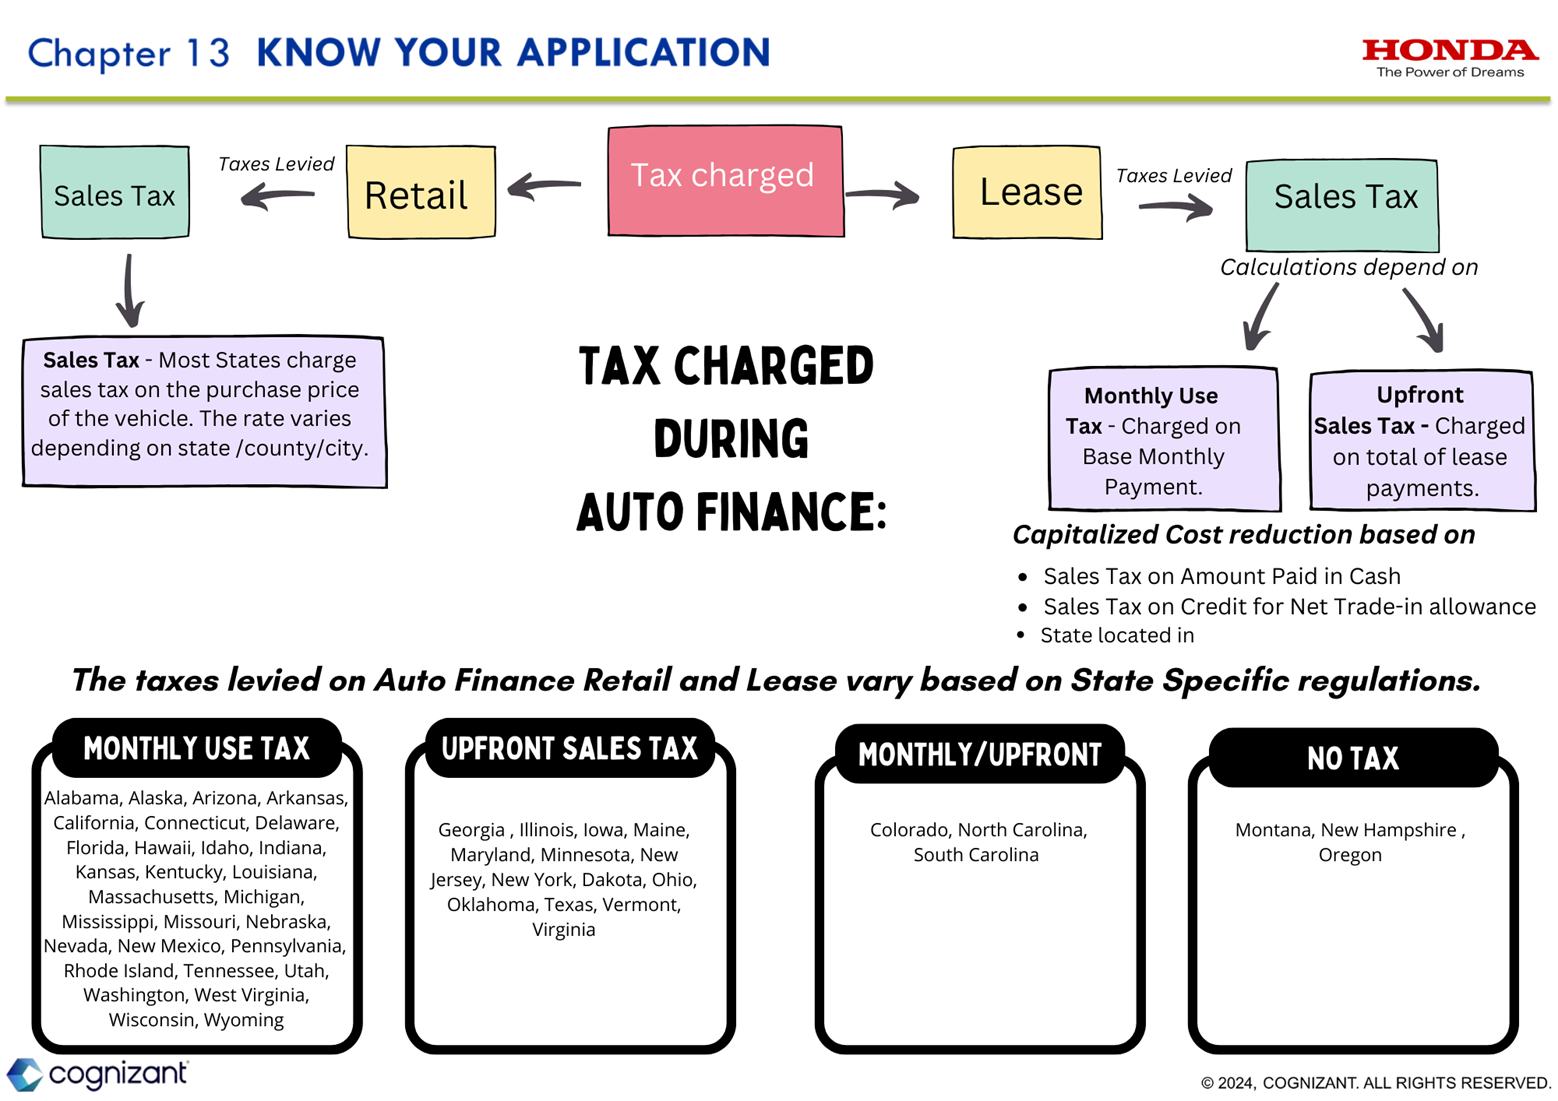 Chapter 13 KNOW YOUR APPLICATION
HONDA
The Power of Dreams
Sales Tax
Taxes Levied
Retail
Tax charged
Lease
Taxes Levied
Sales Tax
Calculations depend on
Sales Tax - Most States charge
sales tax on the purchase price
of the vehicle. The rate varies
depending on state /county/city.
TAX CHARGED
DURING
AUTO FINANCE:
Monthly Use
Tax - Charged on
Base Monthly
Payment.
Upfront
Sales Tax - Charged
on total of lease
payments.
Capitalized Cost reduction based on
• Sales Tax on Amount Paid in Cash
• Sales Tax on Credit for Net Trade-in allowance
• State located in
The taxes levied on Auto Finance Retail and Lease vary based on State Specific regulations.
MONTHLY USE TAX
Alabama, Alaska, Arizona, Arkansas,
California, Connecticut, Delaware,
Florida, Hawaii, Idaho, Indiana,
Kansas, Kentucky, Louisiana,
Massachusetts, Michigan,
Mississippi, Missouri, Nebraska,
Nevada, New Mexico, Pennsylvania,
Rhode Island, Tennessee, Utah,
Washington, West Virginia,
Wisconsin, Wyoming
UPFRONT SALES TAX
Georgia , Illinois, Iowa, Maine,
Maryland, Minnesota, New
Jersey, New York, Dakota, Ohio,
Oklahoma, Texas, Vermont,
Virginia
MONTHLY/UPFRONT
Colorado, North Carolina,
South Carolina
NO TAX
Montana, New Hampshire ,
Oregon
cognizant
© 2024, COGNIZANT. ALL RIGHTS RESERVED.